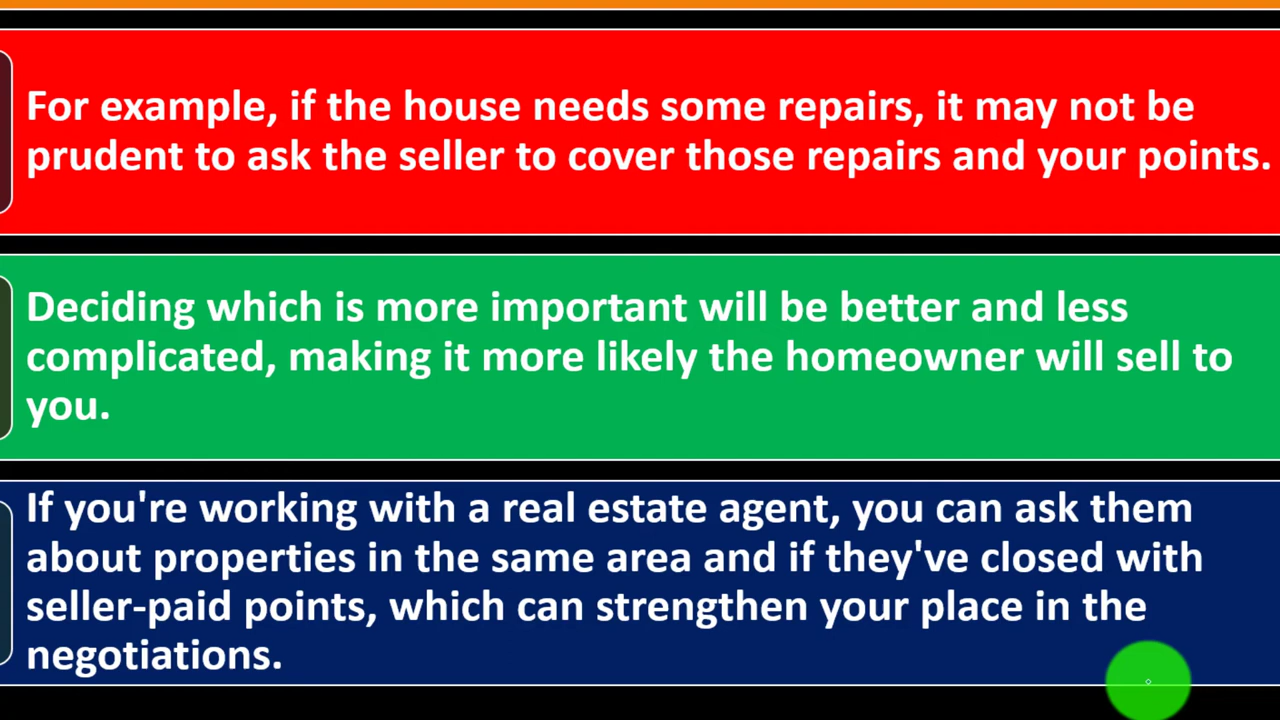 For example, if the house needs some repairs, it may not be
prudent to ask the seller to cover those repairs and your points.
Deciding which is more important will be better and less
complicated, making it more likely the homeowner will sell to
you.
If you're working with a real estate agent, you can ask them
about properties in the same area and if they've closed with
seller-paid points, which can strengthen your place in the
negotiations.